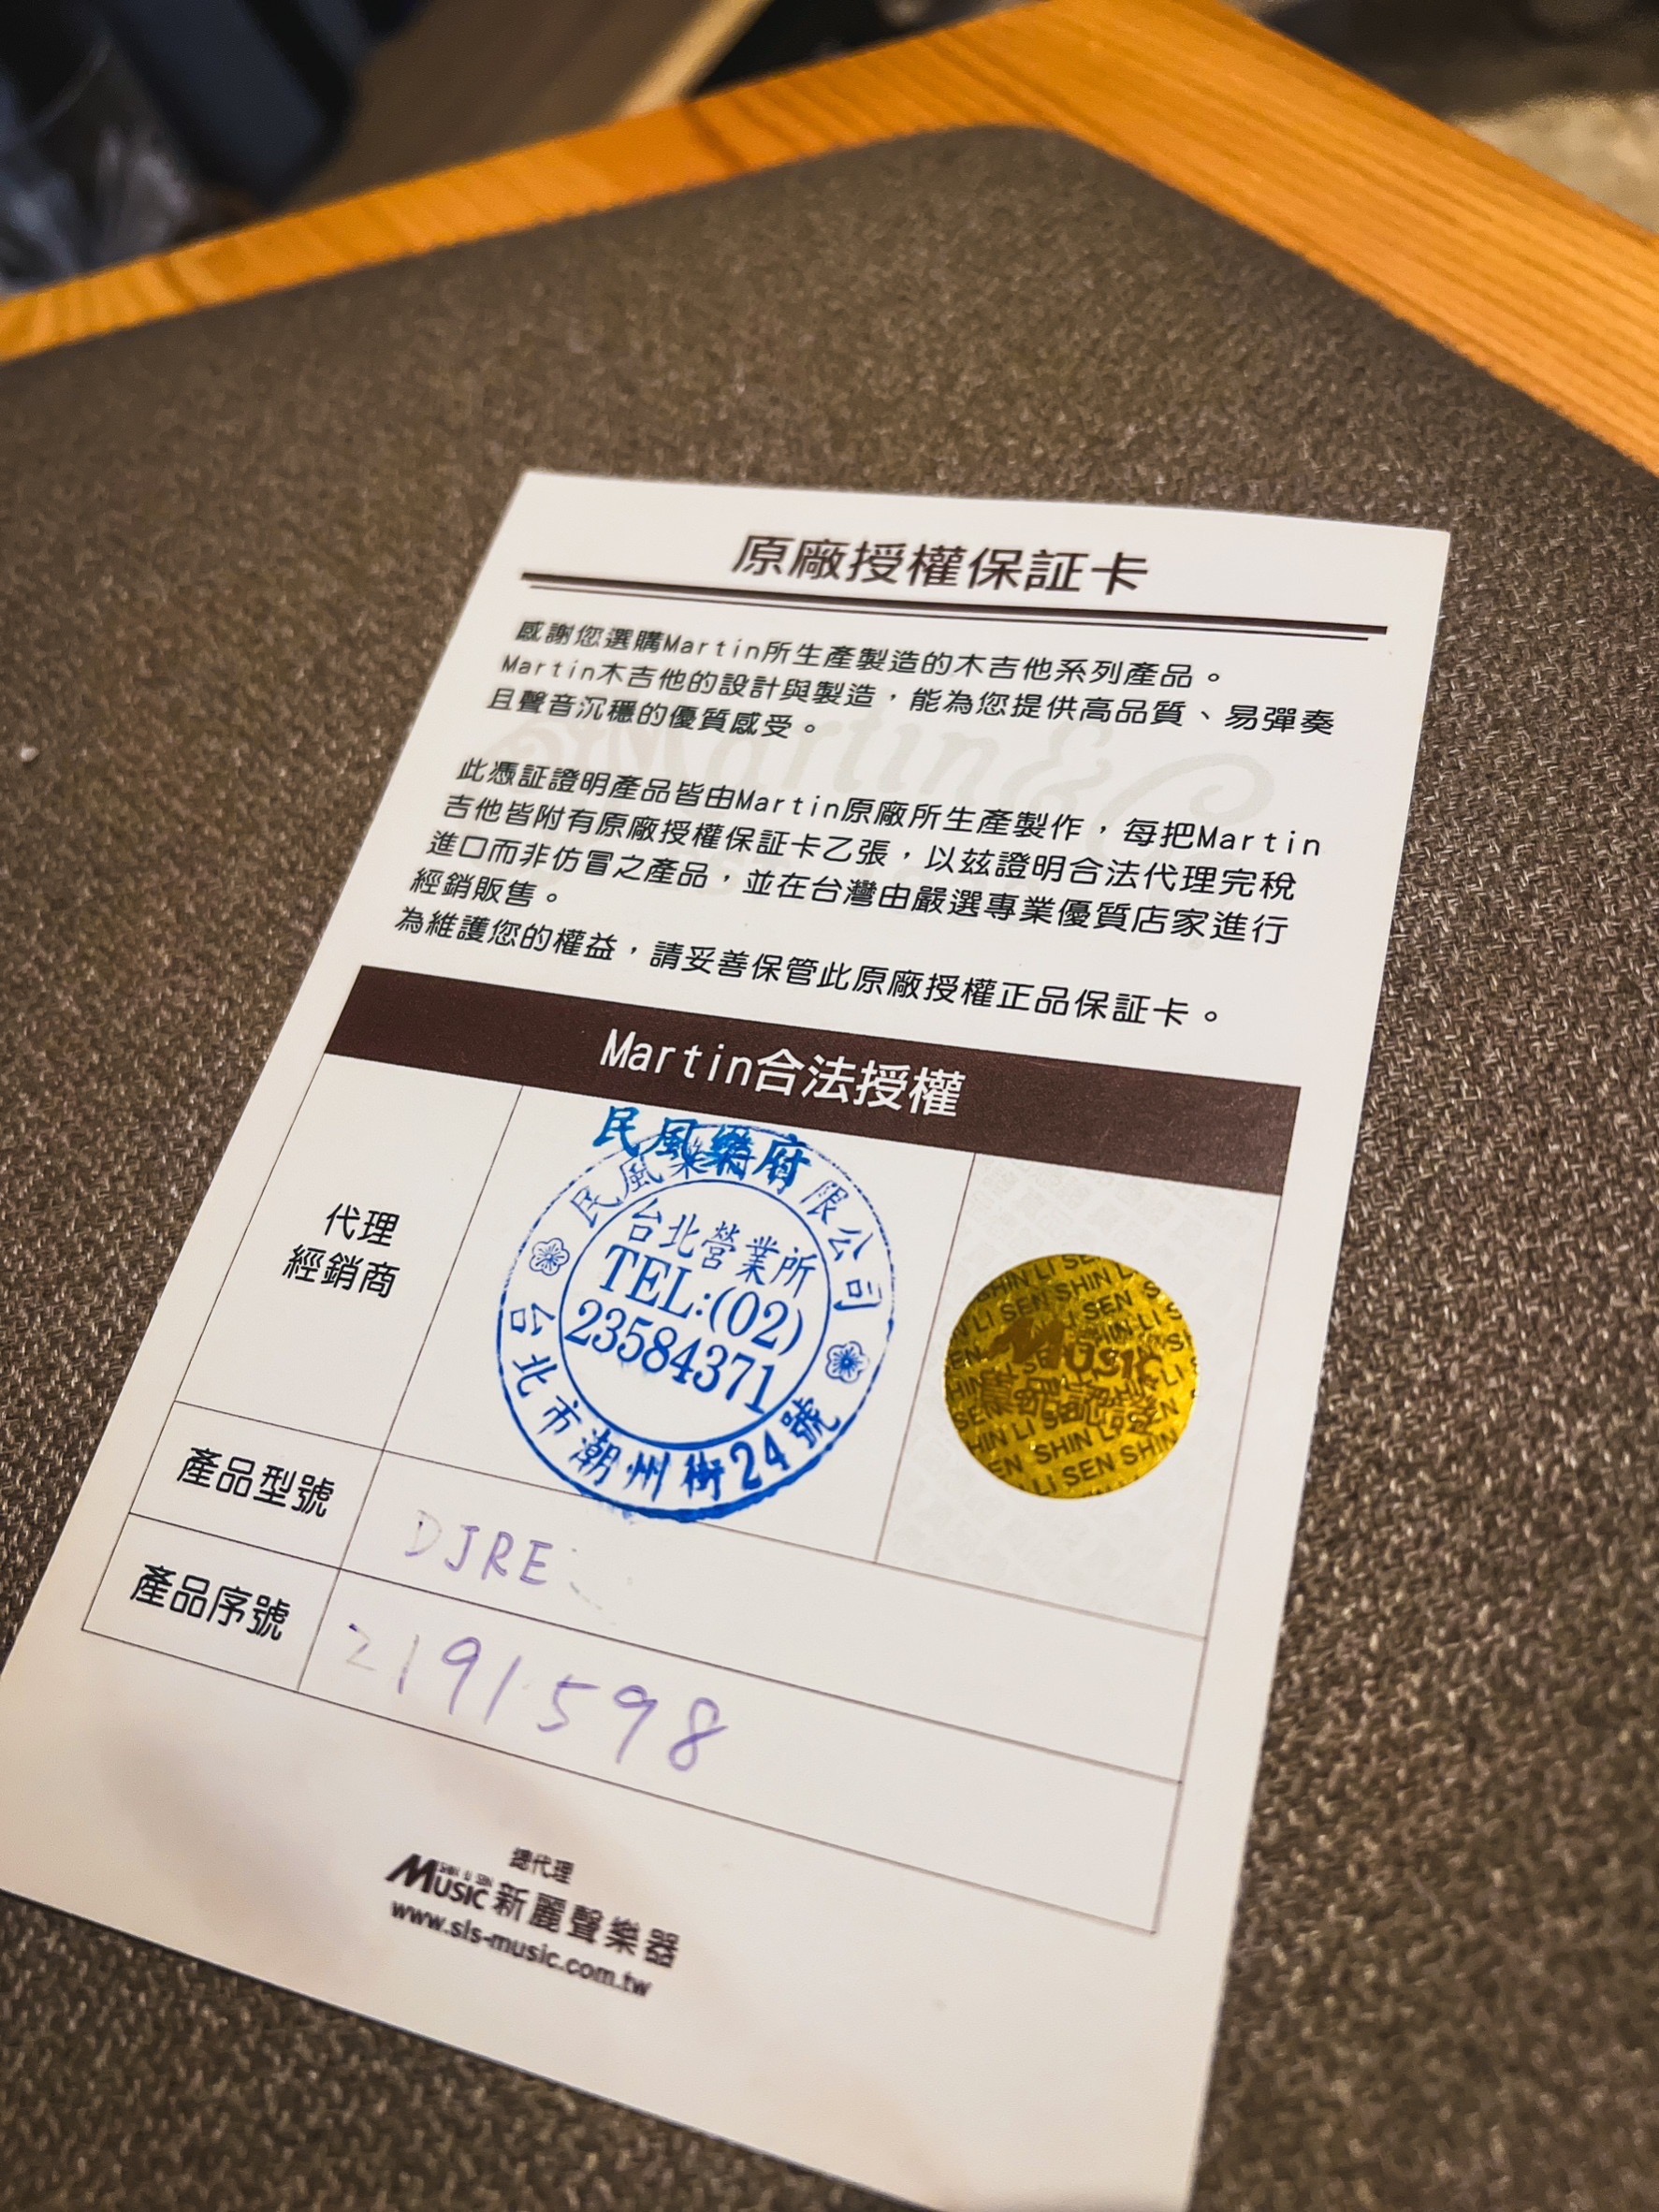 原廠授權保証卡
感謝您選購Martin所生產製造的木吉他系列產品。
Martin木吉他的設計與製造，能為您提供高品質、易彈奏
且聲音沉穩的優質感受。
此憑証證明產品皆由Martin原廠所生產製作，每把Martin
吉他皆附有原廠授權保証卡乙張，以茲證明合法代理完稅
進口而非仿冒之產品，並在台灣由嚴選專業優質店家進行
經銷販售。
為維護您的權益，請妥善保管此原廠授權正品保証卡。
Martin合法授權
代理
經銷商
民風樂府
民風樂府有限公司
台北營業所
TEL:(02)
23584371
台北市潮州街24號
SHIN LI SEN
MUSIC
產品型號
DJRE
產品序號
2191598
總代理
SHIN LI SEN
MUSIC 新麗聲樂器
www.sls-music.com.tw